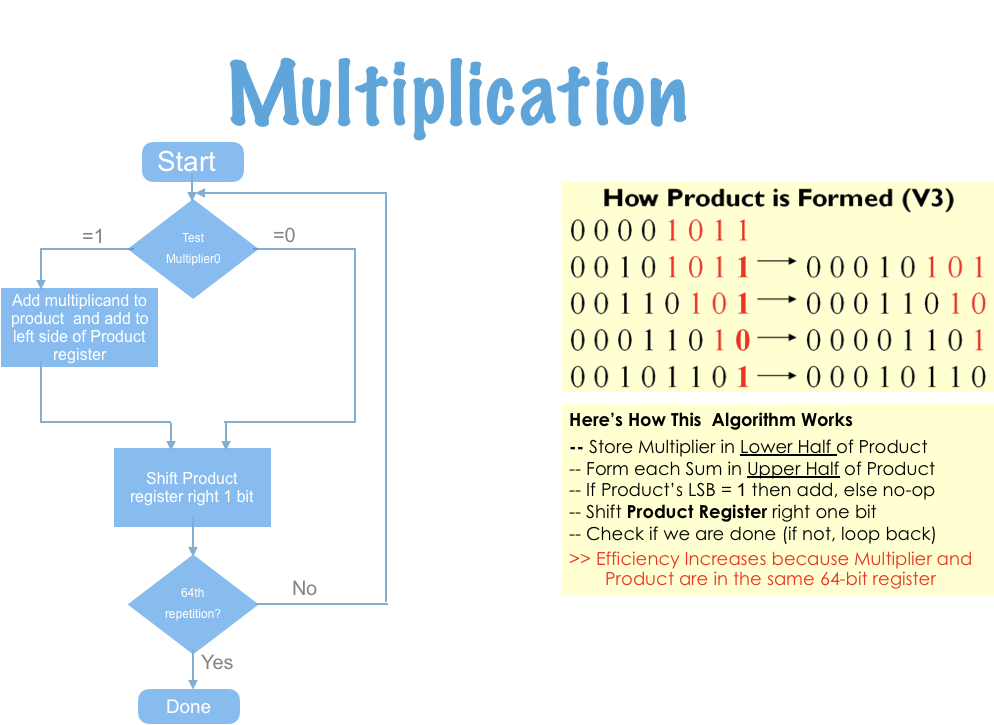 Multiplication
Start
Test
Multiplier0
=1
=0
Add multiplicand to
product and add to
left side of Product
register
Shift Product
register right 1 bit
64th
repetition?
No
Yes
Done
How Product is Formed (V3)
0 0 0 0 1 0 1 1
0 0 1 0 1 0 1 1 → 0 0 0 1 0 1 0 1
0 0 1 1 0 1 0 1 → 0 0 0 1 1 0 1 0
0 0 0 1 1 0 1 0 → 0 0 0 0 1 1 0 1
0 0 1 0 1 1 0 1 → 0 0 0 1 0 1 1 0
Here's How This Algorithm Works
-- Store Multiplier in Lower Half of Product
-- Form each Sum in Upper Half of Product
-- If Product's LSB = 1 then add, else no-op
-- Shift Product Register right one bit
-- Check if we are done (if not, loop back)
>> Efficiency Increases because Multiplier and
Product are in the same 64-bit register